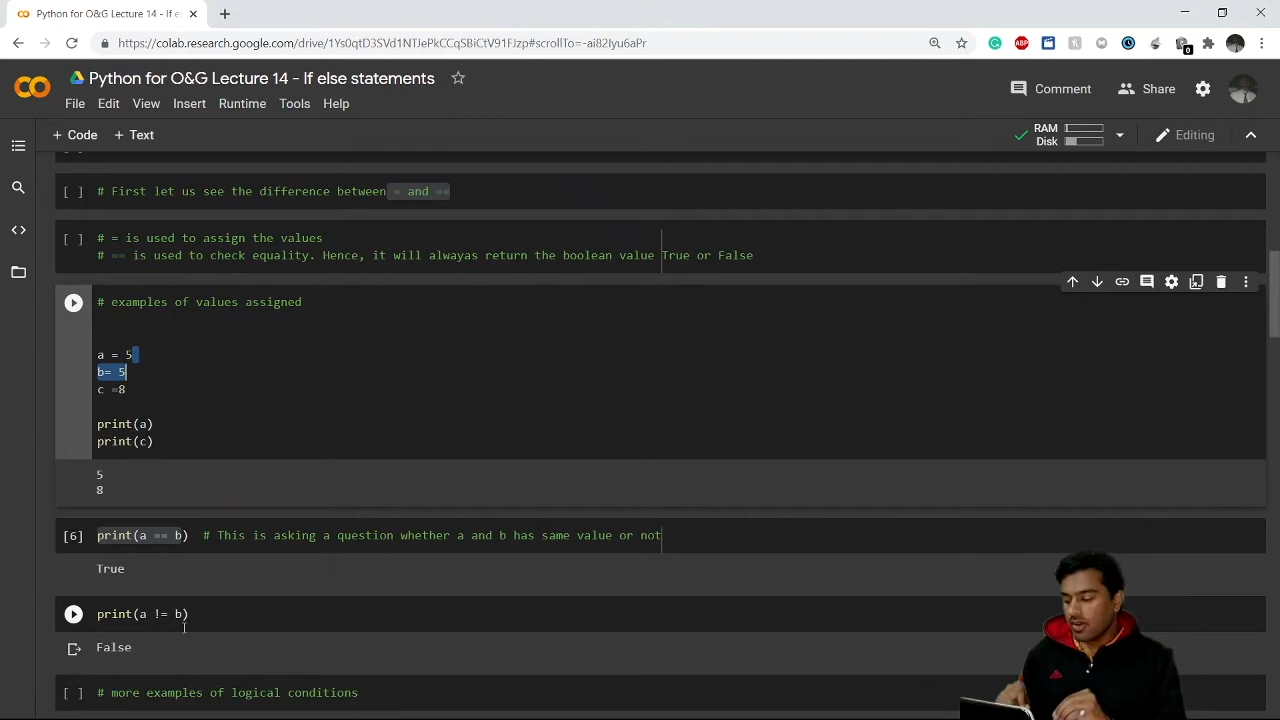 Python for O&G Lecture 14 - If e
https://colab.research.google.com/drive/1Ys0gtD3SVd1NTJePkCCqSBicrV91Fizp#scrollTo=-ai82Iyu6aPr
Python for O&G Lecture 14 - If else statements
File Edit View Insert Runtime Tools Help
Comment Share
+ Code + Text
RAM
Disk
Editing
[ ] # First let us see the difference between = and ==
[ ] # = is used to assign the values
# == is used to check equality. Hence, it will alwayas return the boolean value True or False
# examples of values assigned
a = 5
b= 5
c =8
print(a)
print(c)
5
8
[6] print(a == b) # This is asking a question whether a and b has same value or not
True
print(a != b)
False
[ ] # more examples of logical conditions